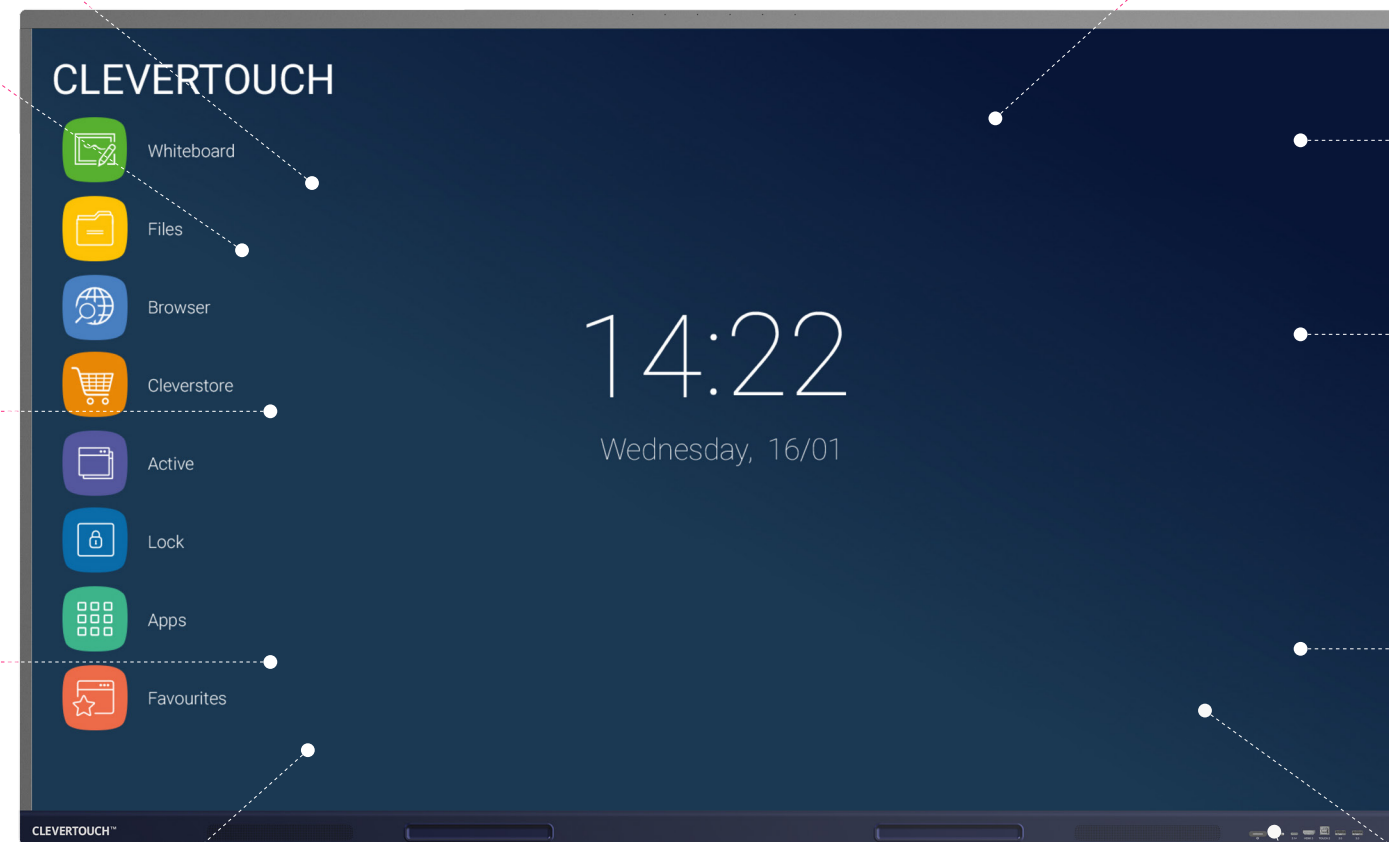 CLEVERTOUCH
Whiteboard
Files
Browser
Cleverstore
Active
Lock
Apps
Favourites
14:22
Wednesday, 16/01
CLEVERTOUCH™